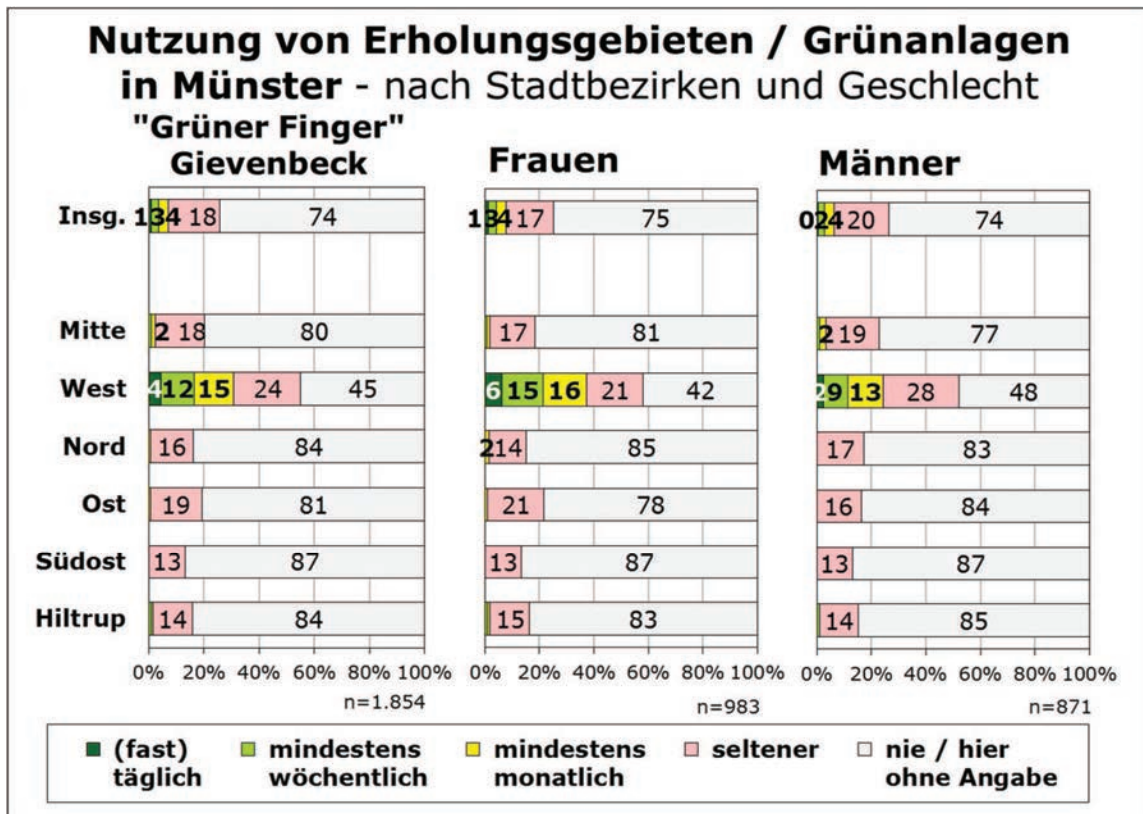 Nutzung von Erholungsgebieten / Grünanlagen
in Münster - nach Stadtbezirken und Geschlecht
"Grüner Finger"
Gievenbeck Frauen Männer
Insg. 1 3 4 18 74 1 3 4 17 75 0 2 4 20 74
Mitte 2 18 80 17 81 2 19 77
West 4 12 15 24 45 6 15 16 21 42 2 9 13 28 48
Nord 16 84 2 14 85 17 83
Ost 19 81 21 78 16 84
Südost 13 87 13 87 13 87
Hiltrup 14 84 15 83 14 85
0% 20% 40% 60% 80% 100% 0% 20% 40% 60% 80% 100% 0% 20% 40% 60% 80% 100%
n=1.854 n=983 n=871
(fast) mindestens mindestens seltener nie / hier
täglich wöchentlich monatlich ohne Angabe